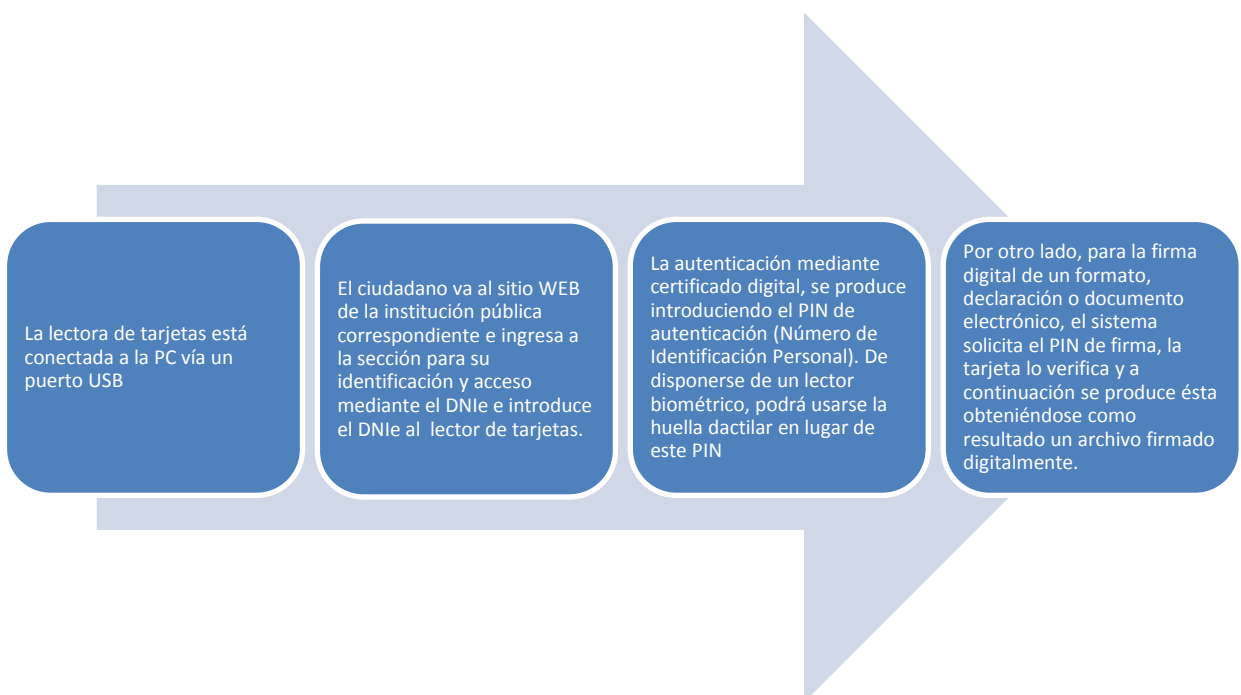 La lectora de tarjetas está
conectada a la PC vía un
puerto USB
El ciudadano va al sitio WEB
de la institución pública
correspondiente e ingresa a
la sección para su
identificación y acceso
mediante el DNIe e introduce
el DNIe al  lector de tarjetas.
La autenticación mediante
certificado digital, se produce
introduciendo el PIN de
autenticación (Número de
Identificación Personal). De
disponerse de un lector
biométrico, podrá usarse la
huella dactilar en lugar de
este PIN
Por otro lado, para la firma
digital de un formato,
declaración o documento
electrónico, el sistema
solicita el PIN de firma, la
tarjeta lo verifica y a
continuación se produce ésta
obteniéndose como
resultado un archivo firmado
digitalmente.